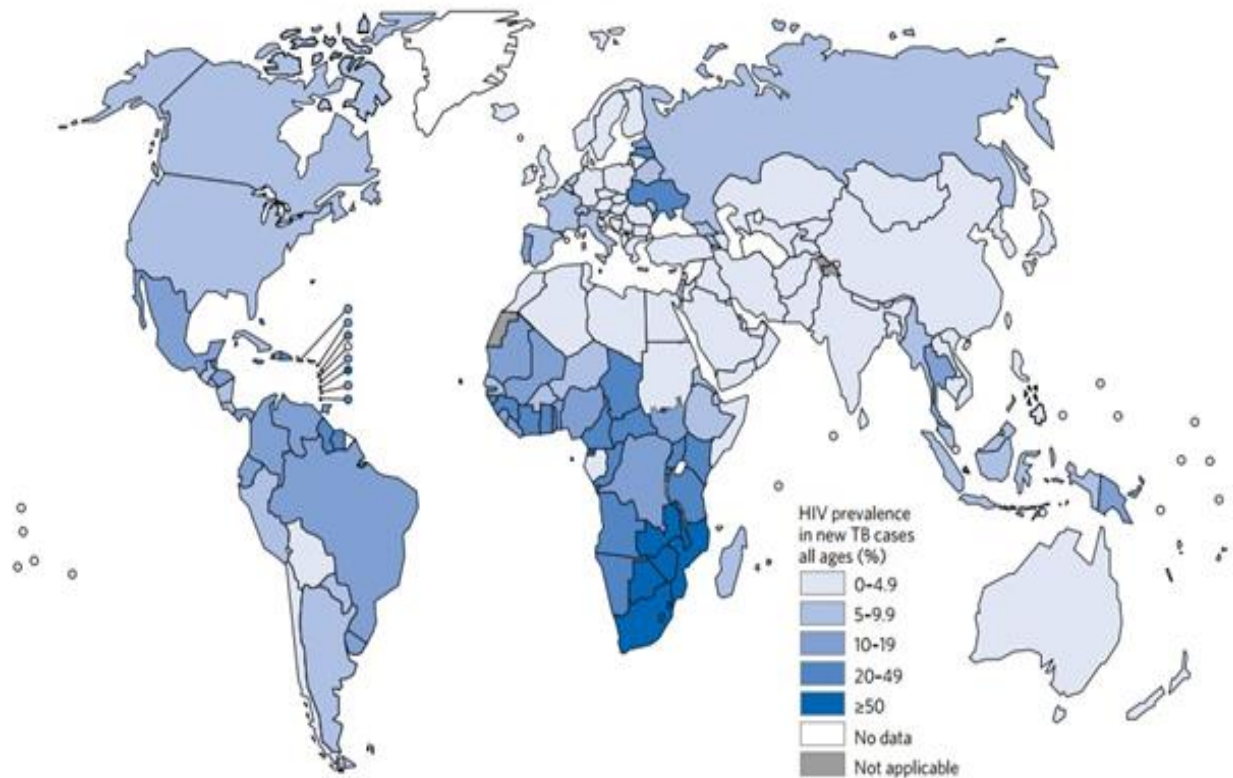 HIV prevalence
in new TB cases
all ages (%)
0–4.9
5–9.9
10–19
20–49
≥50
No data
Not applicable